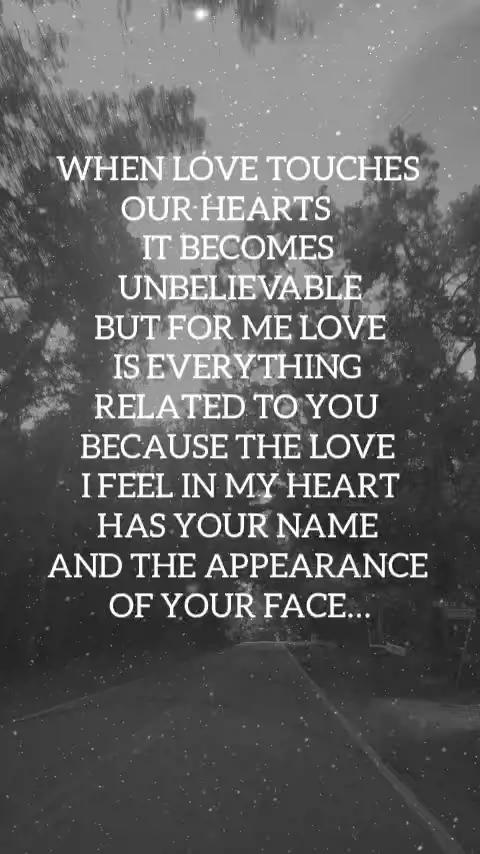 WHEN LOVE TOUCHES
OUR HEARTS
IT BECOMES
UNBELIEVABLE
BUT FOR ME LOVE
IS EVERYTHING
RELATED TO YOU
BECAUSE THE LOVE
I FEEL IN MY HEART
HAS YOUR NAME
AND THE APPEARANCE
OF YOUR FACE...